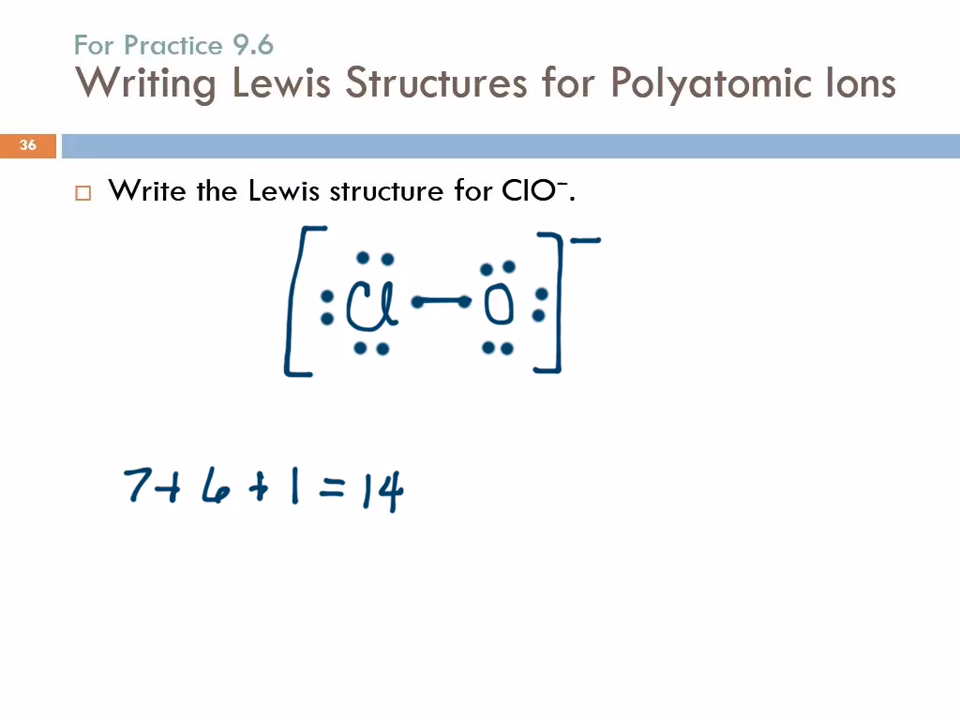 For Practice 9.6
Writing Lewis Structures for Polyatomic Ions
36
Write the Lewis structure for ClO⁻.
[:Cl—O:]⁻
7 + 6 + 1 = 14